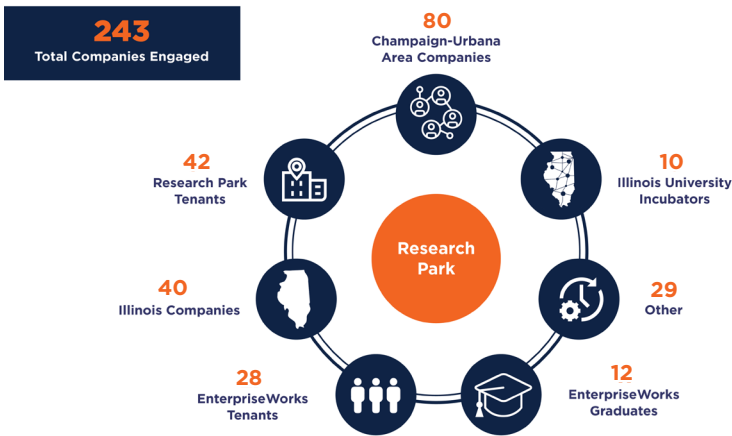 243
Total Companies Engaged
80
Champaign-Urbana
Area Companies
42
Research Park
Tenants
10
Illinois University
Incubators
Research
Park
40
Illinois Companies
29
Other
28
EnterpriseWorks
Tenants
12
EnterpriseWorks
Graduates